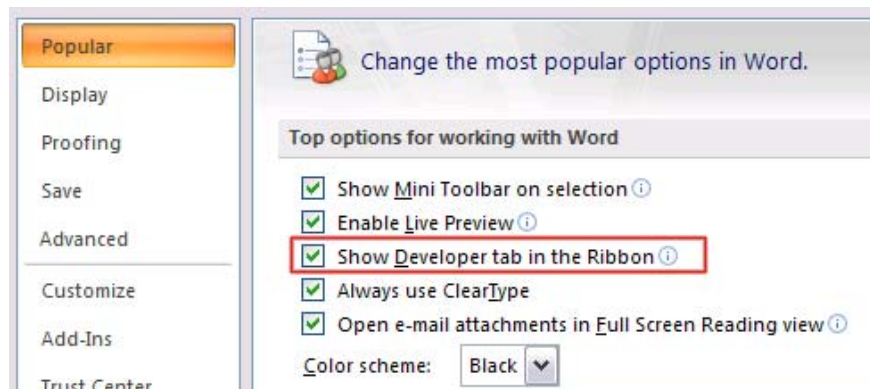 Popular
Display
Proofing
Save
Advanced
Customize
Add-Ins
Trust Center
Change the most popular options in Word.
Top options for working with Word
Show Mini Toolbar on selection
Enable Live Preview
Show Developer tab in the Ribbon
Always use ClearType
Open e-mail attachments in Full Screen Reading view
Color scheme: Black